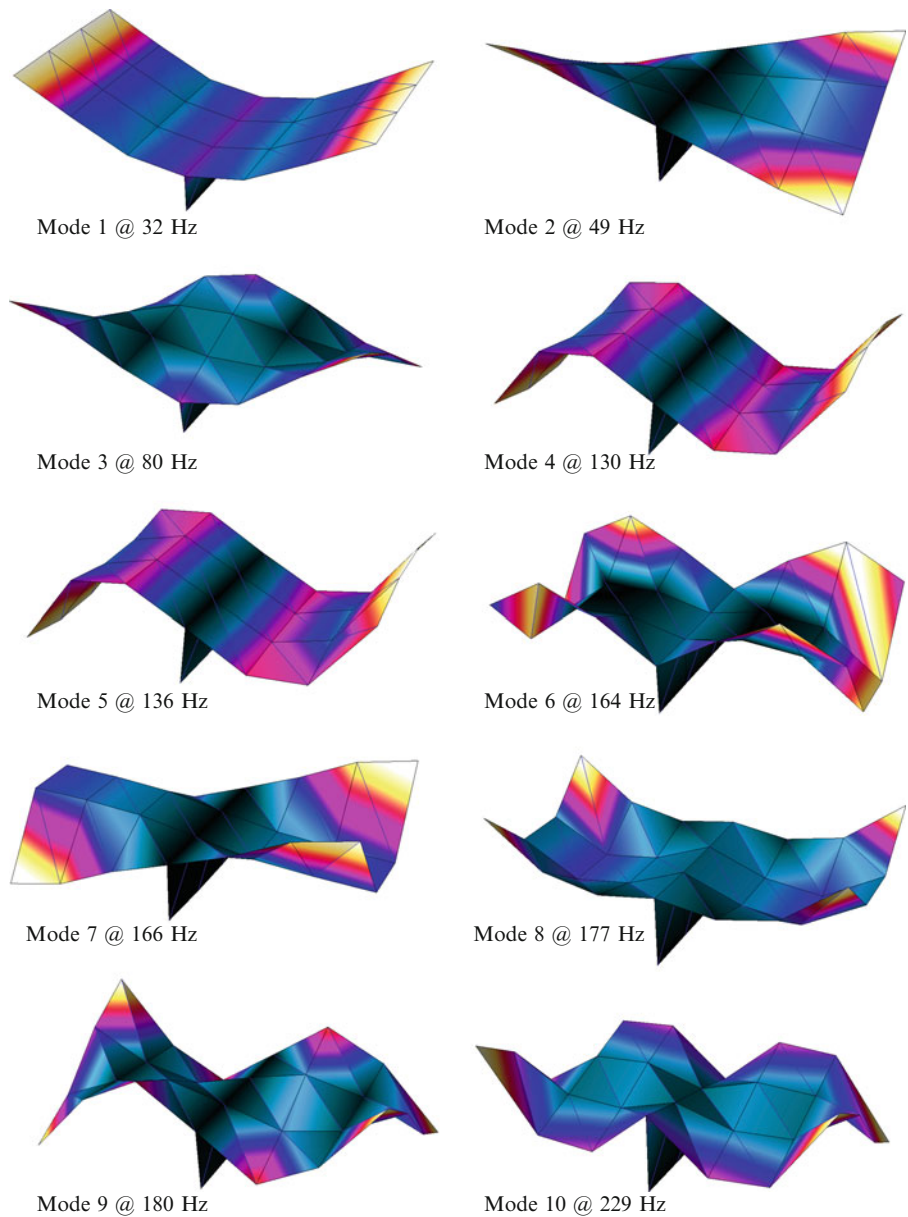 Mode 1 @ 32 Hz
Mode 2 @ 49 Hz
Mode 3 @ 80 Hz
Mode 4 @ 130 Hz
Mode 5 @ 136 Hz
Mode 6 @ 164 Hz
Mode 7 @ 166 Hz
Mode 8 @ 177 Hz
Mode 9 @ 180 Hz
Mode 10 @ 229 Hz